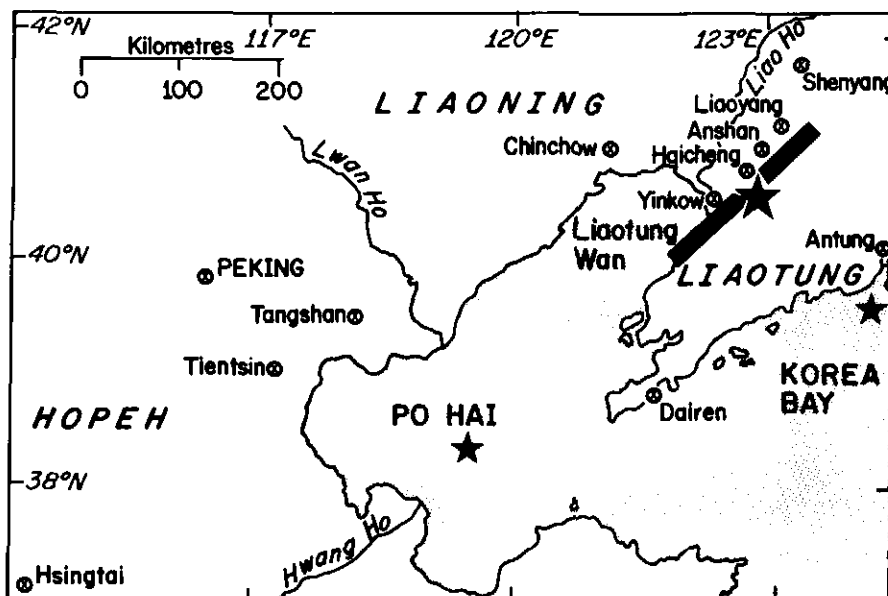 42°N
117°E
120°E
123°E
Kilometres
0 100 200
Liao Ho
Shenyang
LIAONING
Liaoyang
Anshan
Chinchow
Haicheng
Lwan Ho
Yinkow
Liaotung
Wan
Antung
40°N
PEKING
LIAOTUNG
Tangshan
Tientsin
KOREA
BAY
HOPEH
PO HAI
Dairen
38°N
Hwang Ho
Hsingtai